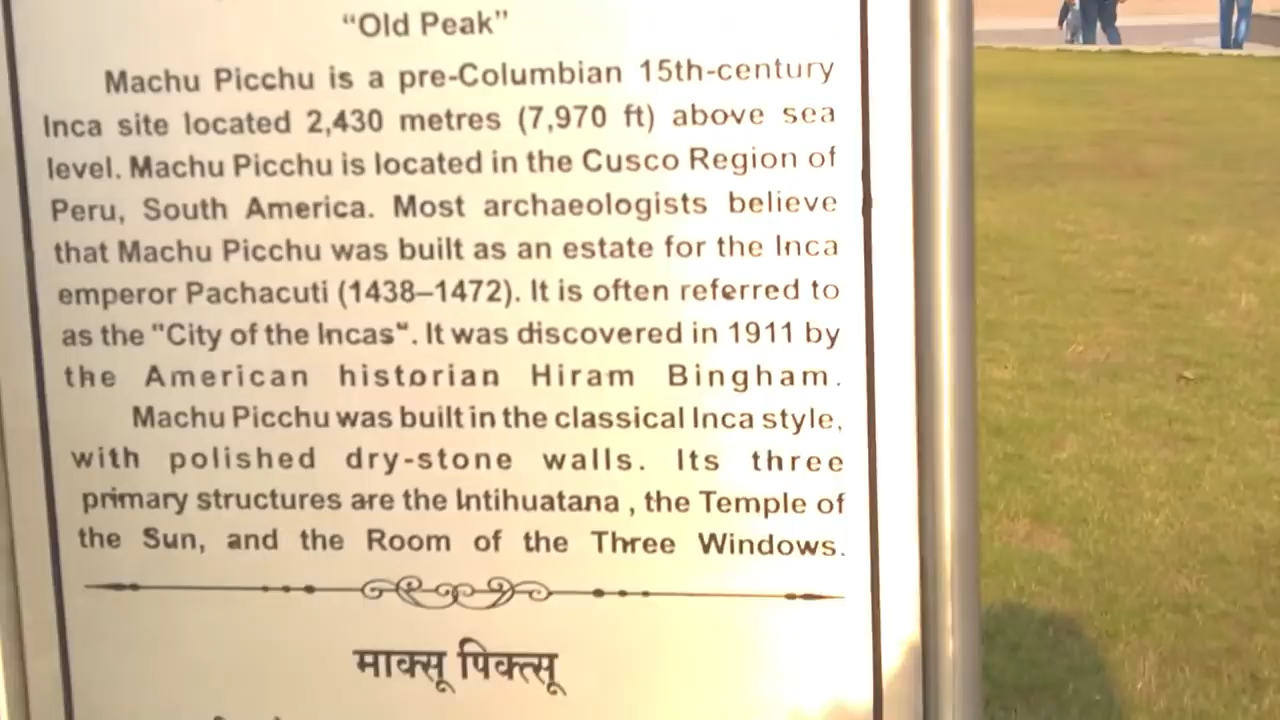 “Old Peak”
Machu Picchu is a pre-Columbian 15th-century
Inca site located 2,430 metres (7,970 ft) above sea
level. Machu Picchu is located in the Cusco Region of
Peru, South America. Most archaeologists believe
that Machu Picchu was built as an estate for the Inca
emperor Pachacuti (1438–1472). It is often referred to
as the "City of the Incas". It was discovered in 1911 by
the American historian Hiram Bingham.
Machu Picchu was built in the classical Inca style,
with polished dry-stone walls. Its three
primary structures are the Intihuatana , the Temple of
the Sun, and the Room of the Three Windows.
माक्सू पिक्त्सू